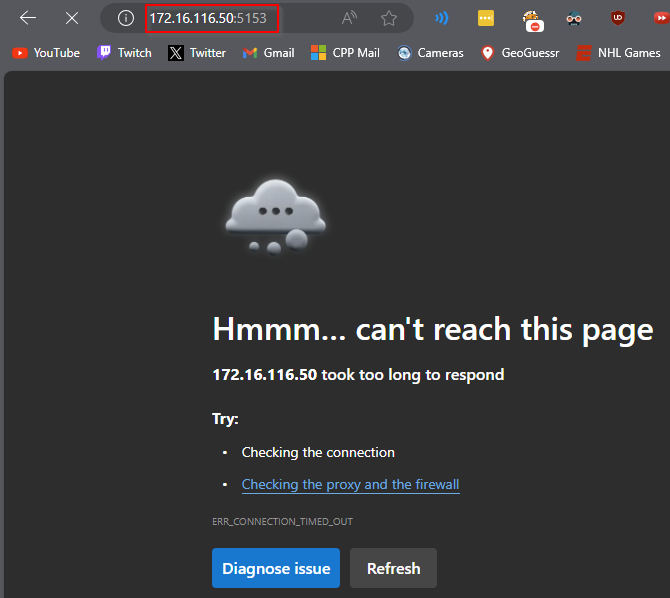 172.16.116.50:5153
YouTube Twitch Twitter Gmail CPP Mail Cameras GeoGuessr NHL Games
Hmmm... can't reach this page
172.16.116.50 took too long to respond
Try:
• Checking the connection
• Checking the proxy and the firewall
ERR_CONNECTION_TIMED_OUT
Diagnose issue Refresh